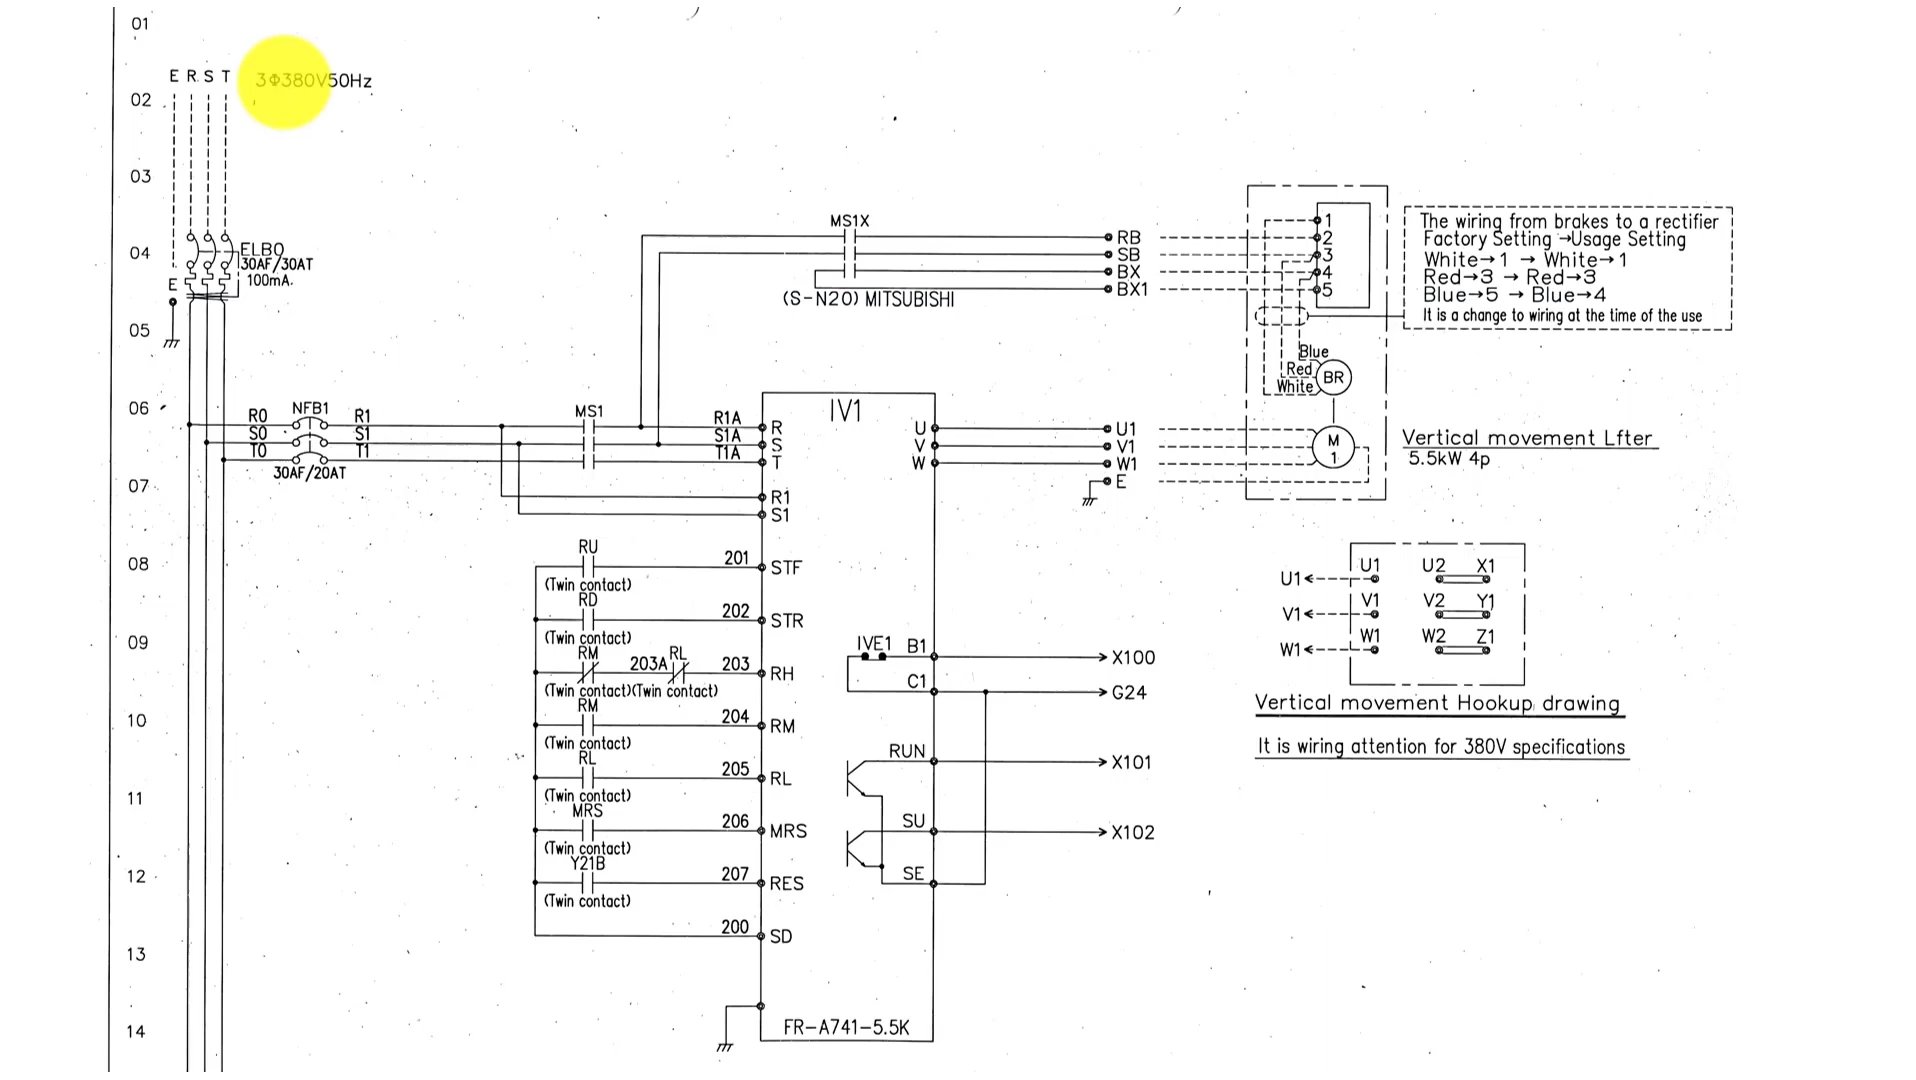 01
E R S T 3Φ380V50Hz
02
03
04
ELB0
30AF/30AT
100mA.
E
05
MS1X
RB
SB
BX
BX1
(S-N20) MITSUBISHI
1
2
3
4
5
The wiring from brakes to a rectifier
Factory Setting →Usage Setting
White→1 → White→1
Red→3 → Red→3
Blue→5 → Blue→4
It is a change to wiring at the time of the use
Blue
Red
White
BR
06
R0 NFB1 R1
S0 S1
T0 T1
30AF/20AT
MS1
R1A
S1A
T1A
IV1
R
S
T
U
V
W
U1
V1
W1
E
M
1
Vertical movement Lfter
5.5kW 4p
07
R1
S1
08
RU 201 STF
(Twin contact)
RD 202 STR
(Twin contact)
09
RM 203A RL 203 RH
(Twin contact)(Twin contact)
10
RM 204 RM
(Twin contact)
RL 205 RL
(Twin contact)
11
MRS 206 MRS
(Twin contact)
12
Y21B 207 RES
(Twin contact)
200 SD
13
14
IVE1 B1 X100
C1 G24
RUN X101
SU X102
SE
FR-A741-5.5K
U1 U1 U2 X1
V1 V1 V2 Y1
W1 W1 W2 Z1
Vertical movement Hookup drawing
It is wiring attention for 380V specifications